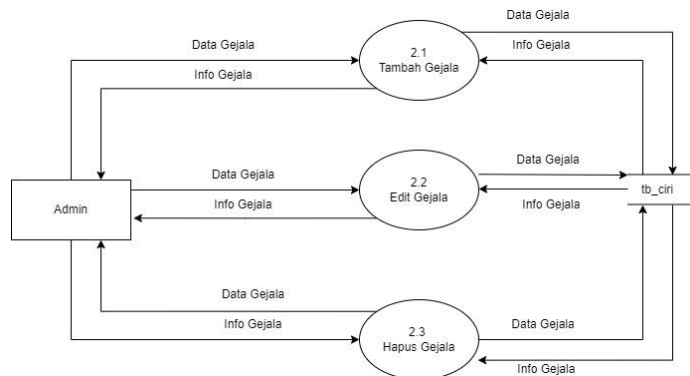 Data Gejala
Data Gejala
2.1
Tambah Gejala
Info Gejala
Info Gejala
Data Gejala
Data Gejala
2.2
Edit Gejala
Admin
tb_ciri
Info Gejala
Info Gejala
Data Gejala
Info Gejala
2.3
Hapus Gejala
Data Gejala
Info Gejala